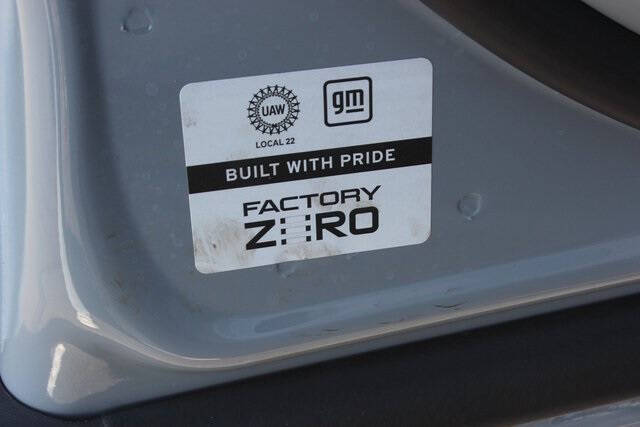 UAW gm
LOCAL 22
BUILT WITH PRIDE
FACTORY
ZERO